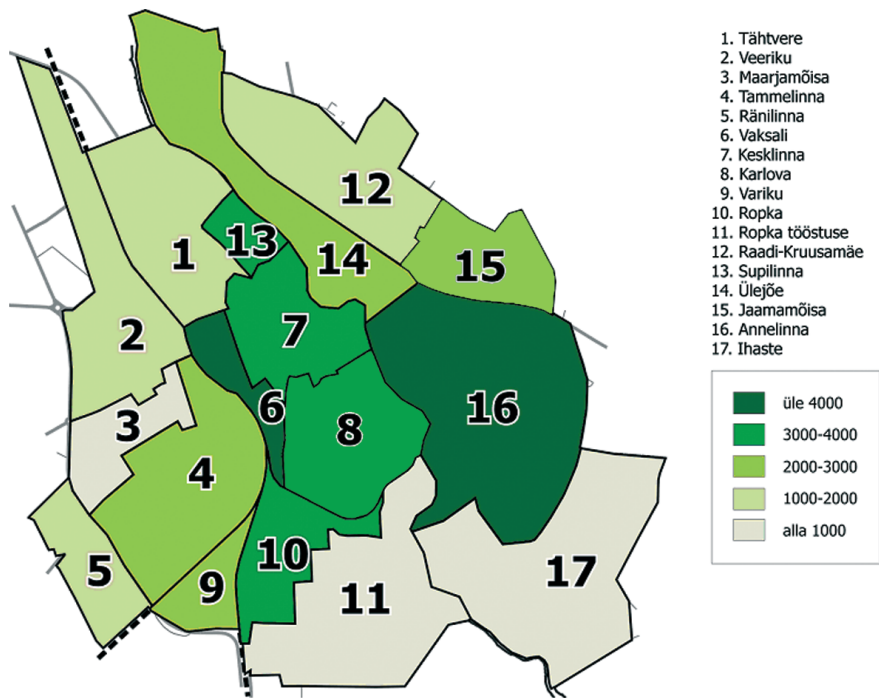 12
13
1
14
15
7
2
6
16
3
8
4
10
5
9
11
17
1. Tähtvere
2. Veeriku
3. Maarjamõisa
4. Tammelinna
5. Ränilinna
6. Vaksali
7. Kesklinna
8. Karlova
9. Variku
10. Ropka
11. Ropka tööstuse
12. Raadi-Kruusamäe
13. Supilinna
14. Ülejõe
15. Jaamamõisa
16. Annelinna
17. Ihaste
üle 4000
3000-4000
2000-3000
1000-2000
alla 1000